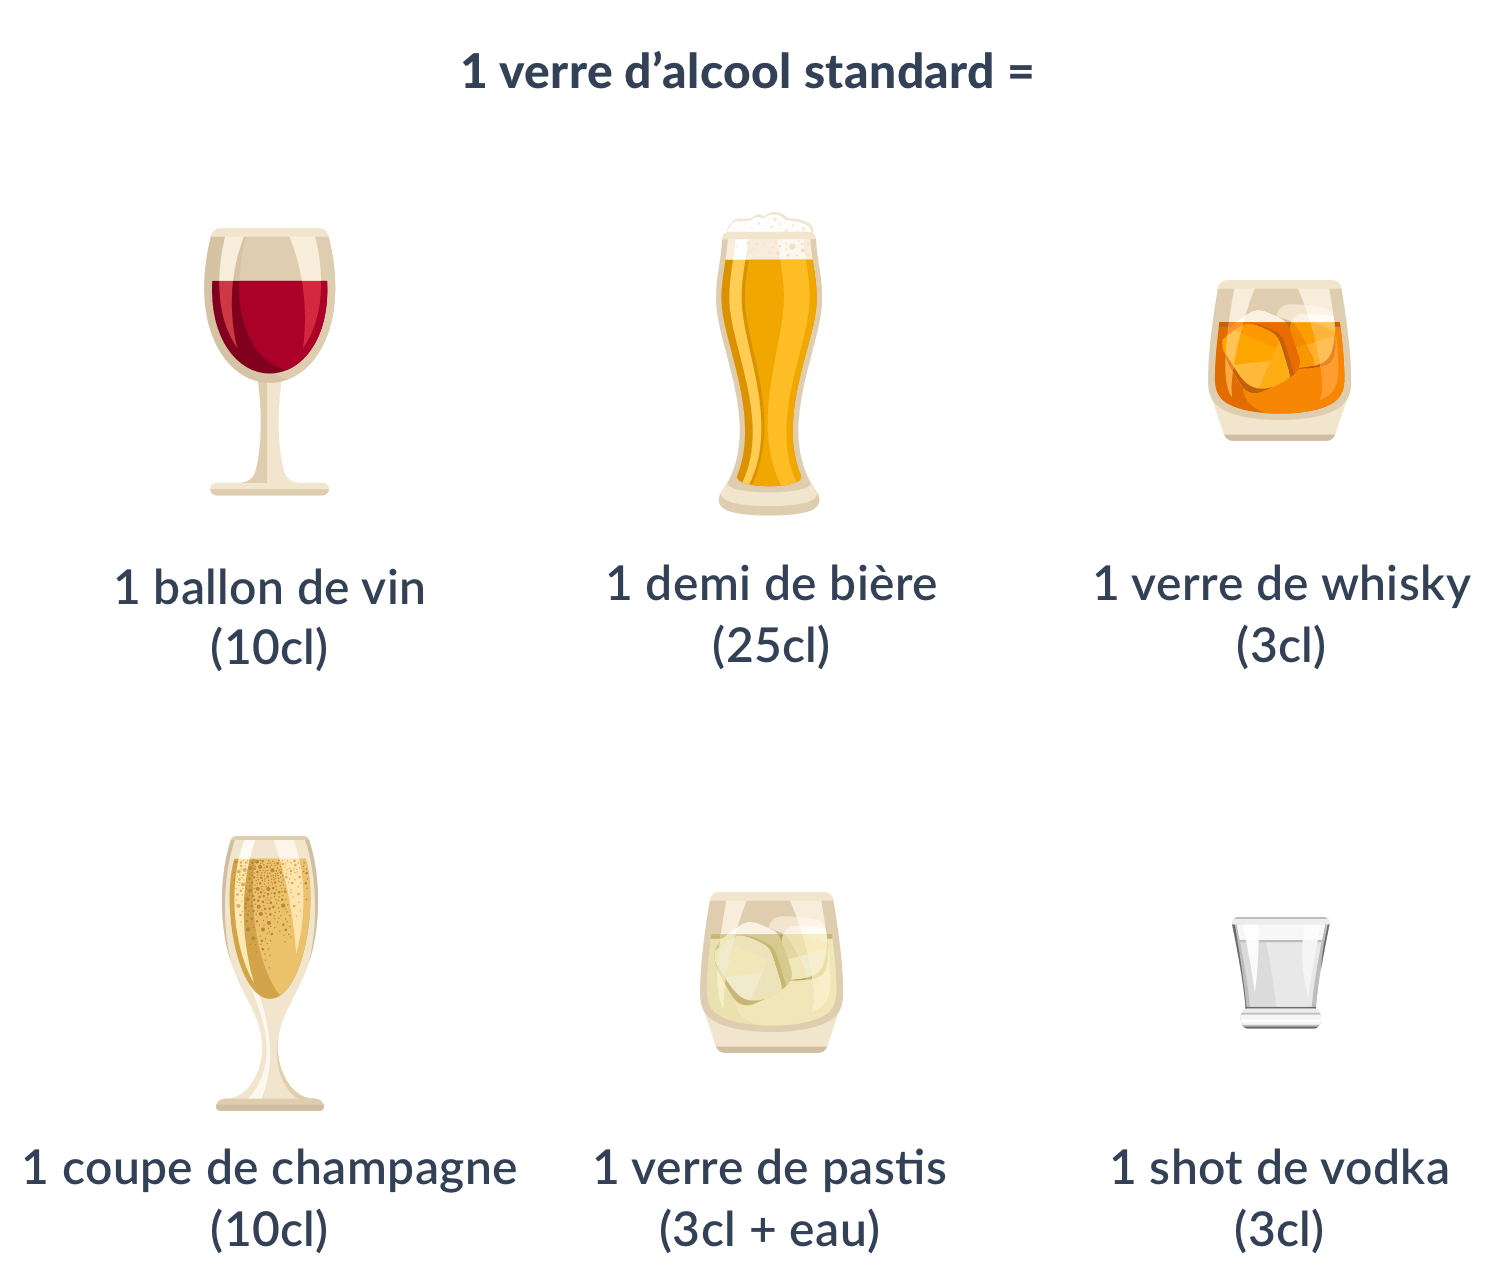 1 verre d’alcool standard =
1 ballon de vin
(10cl)
1 demi de bière
(25cl)
1 verre de whisky
(3cl)
1 coupe de champagne
(10cl)
1 verre de pastis
(3cl + eau)
1 shot de vodka
(3cl)